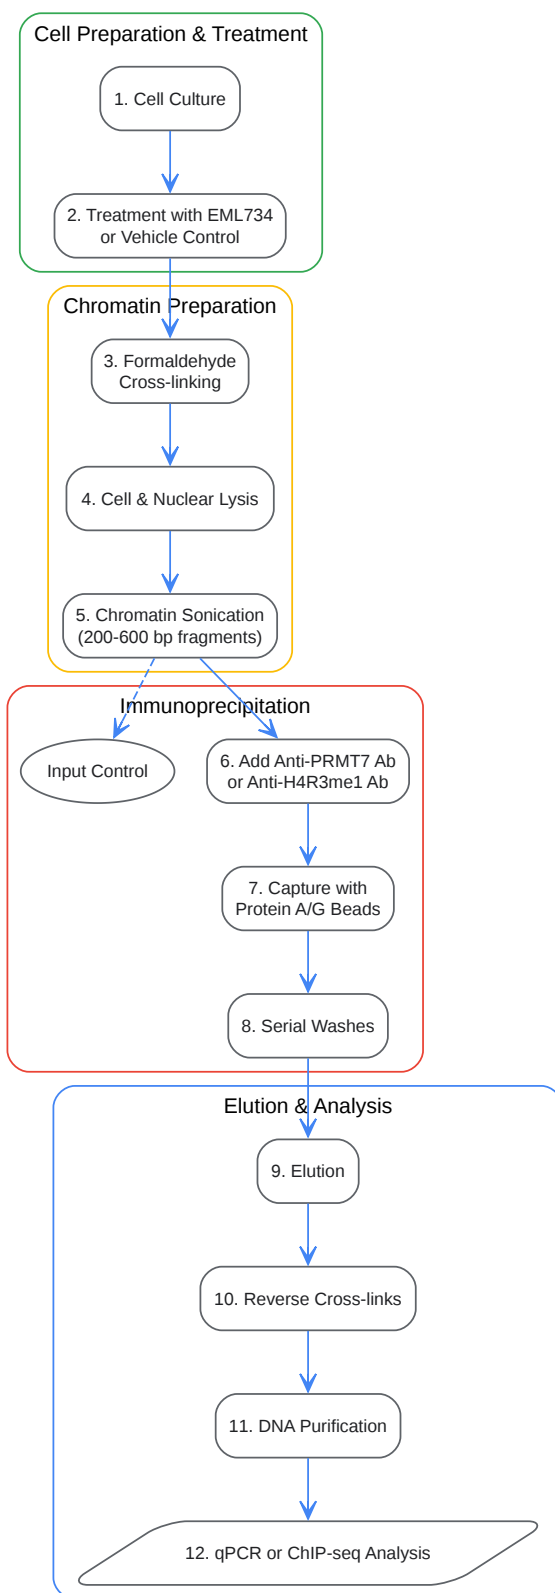 Cell Preparation & Treatment
1. Cell Culture
2. Treatment with EML734
or Vehicle Control
Chromatin Preparation
3. Formaldehyde
Cross-linking
4. Cell & Nuclear Lysis
5. Chromatin Sonication
(200-600 bp fragments)
Immunoprecipitation
Input Control
6. Add Anti-PRMT7 Ab
or Anti-H4R3me1 Ab
7. Capture with
Protein A/G Beads
8. Serial Washes
Elution & Analysis
9. Elution
10. Reverse Cross-links
11. DNA Purification
12. qPCR or ChIP-seq Analysis